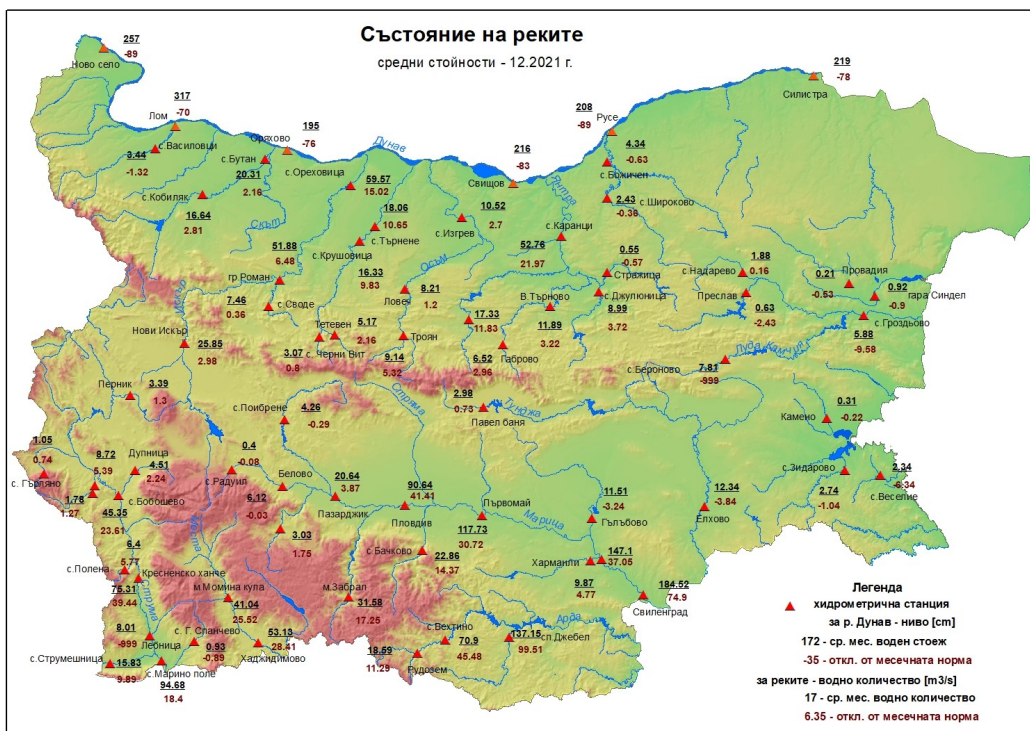 Състояние на реките
средни стойности - 12.2021 г.
257
-89
Ново село
219
-78
Силистра
317
-70
Лом
208
-89
Русе
195
-76
Оряхово
Дунав
216
-83
Свищов
3.44
-1.32
с.Василовци
с.Бутан
20.31
2.16
с.Ореховица
59.57
15.02
4.34
-0.63
с.Божичен
Янтра
с.Кобиляк
16.64
2.81
Скът
18.06
10.65
с.Търнене
10.52
2.7
с.Изгрев
2.43
-0.36
с.Широково
с.Каранци
52.76
21.97
51.88
6.48
гр.Роман
с.Крушовица
16.33
9.83
Осъм
0.55
-0.57
Стражица
с.Надарево
1.88
0.16
0.21
-0.53
Провадия
0.92
-0.9
гара Синдел
Искър
7.46
0.36
с.Своде
Ловеч
8.21
1.2
В.Търново
с.Джулюница
8.99
3.72
Преслав
0.63
-2.43
с.Гроздьово
5.88
-9.58
Нови Искър
25.85
2.98
Тетевен
5.17
2.16
3.07
0.8
с.Черни Вит
Троян
9.14
5.32
17.33
11.83
11.89
3.22
6.52
2.96
Габрово
с.Бероново
7.81
-999
Луда Камчия
Перник
3.39
1.3
с.Поибрене
4.26
-0.29
Стряма
2.98
0.73
Павел баня
Тунджа
Камено
0.31
-0.22
1.05
0.74
с. Гърляно
8.72
5.39
Дупница
4.51
2.24
0.4
-0.08
с.Радуил
Белово
6.12
-0.03
20.64
3.87
Пазарджик
90.64
41.41
Пловдив
Първомай
117.73
30.72
Марица
11.51
-3.24
Гълъбово
12.34
-3.84
Елхово
с.Зидарово
2.74
-1.04
2.34
-6.34
с.Веселие
1.78
1.27
с.Бобошево
45.35
23.61
3.03
1.75
с.Бачково
22.86
14.37
Харманли
9.87
4.77
147.1
37.05
184.52
74.9
Свиленград
6.4
5.77
с.Полена
Кресненско ханче
75.31
39.44
Места
м.Момина кула
41.04
25.52
м.Забрал
31.58
17.25
Струма
8.01
-999
Лебница
с. Г. Спанчево
0.93
-0.89
53.13
28.41
Хаджидимово
с.Вехтино
70.9
45.48
18.59
11.29
Рудозем
137.15
99.51
сп.Джебел
Арда
с.Струмешница
15.83
9.89
с.Марино поле
94.68
18.4
Легенда
хидрометрична станция
за р. Дунав - ниво [cm]
172 - ср. мес. воден стоеж
-35 - откл. от месечната норма
за реките - водно количество [m3/s]
17 - ср. мес. водно количество
6.35 - откл. от месечната норма